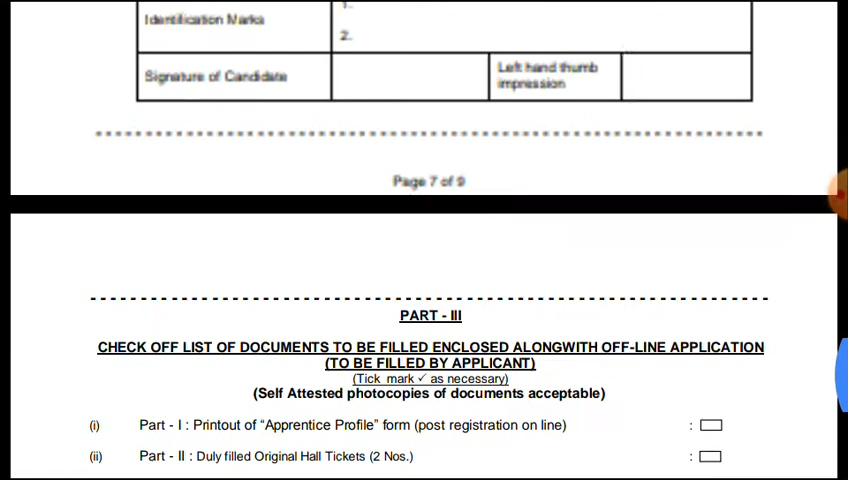 1.
Identification Marks
2.
Signature of Candidate
Left hand thumb
impression
Page 7 of 9
PART - III
CHECK OFF LIST OF DOCUMENTS TO BE FILLED ENCLOSED ALONGWITH OFF-LINE APPLICATION
(TO BE FILLED BY APPLICANT)
(Tick mark ✓ as necessary)
(Self Attested photocopies of documents acceptable)
(i) Part - I : Printout of “Apprentice Profile” form (post registration on line) :
(ii) Part - II : Duly filled Original Hall Tickets (2 Nos.) :